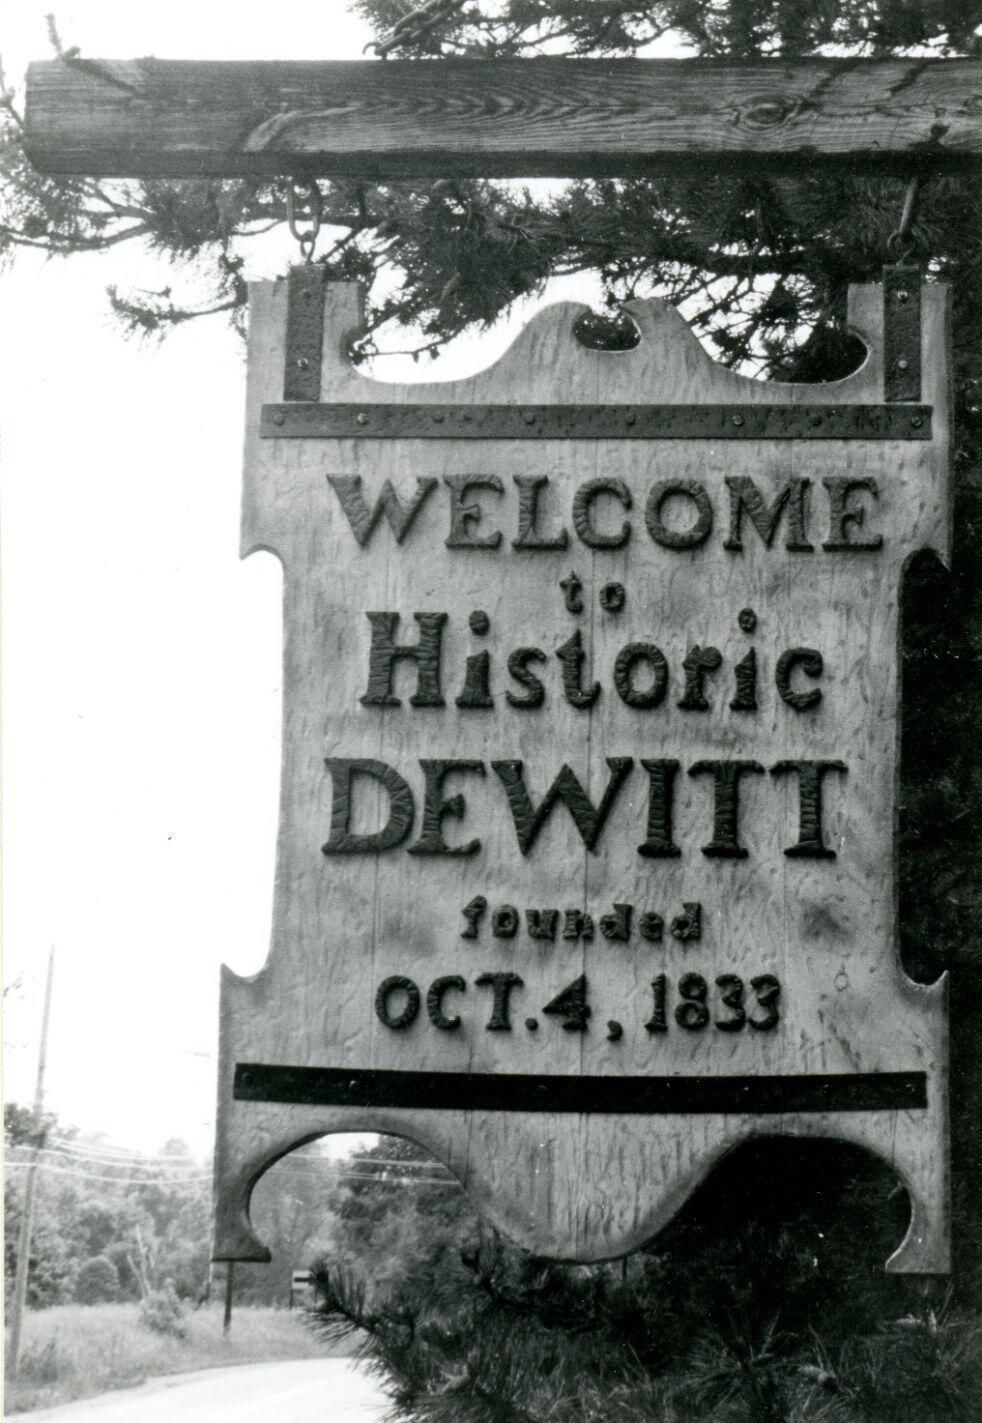 WELCOME
to
Historic
DEWITT
founded
OCT. 4, 1833